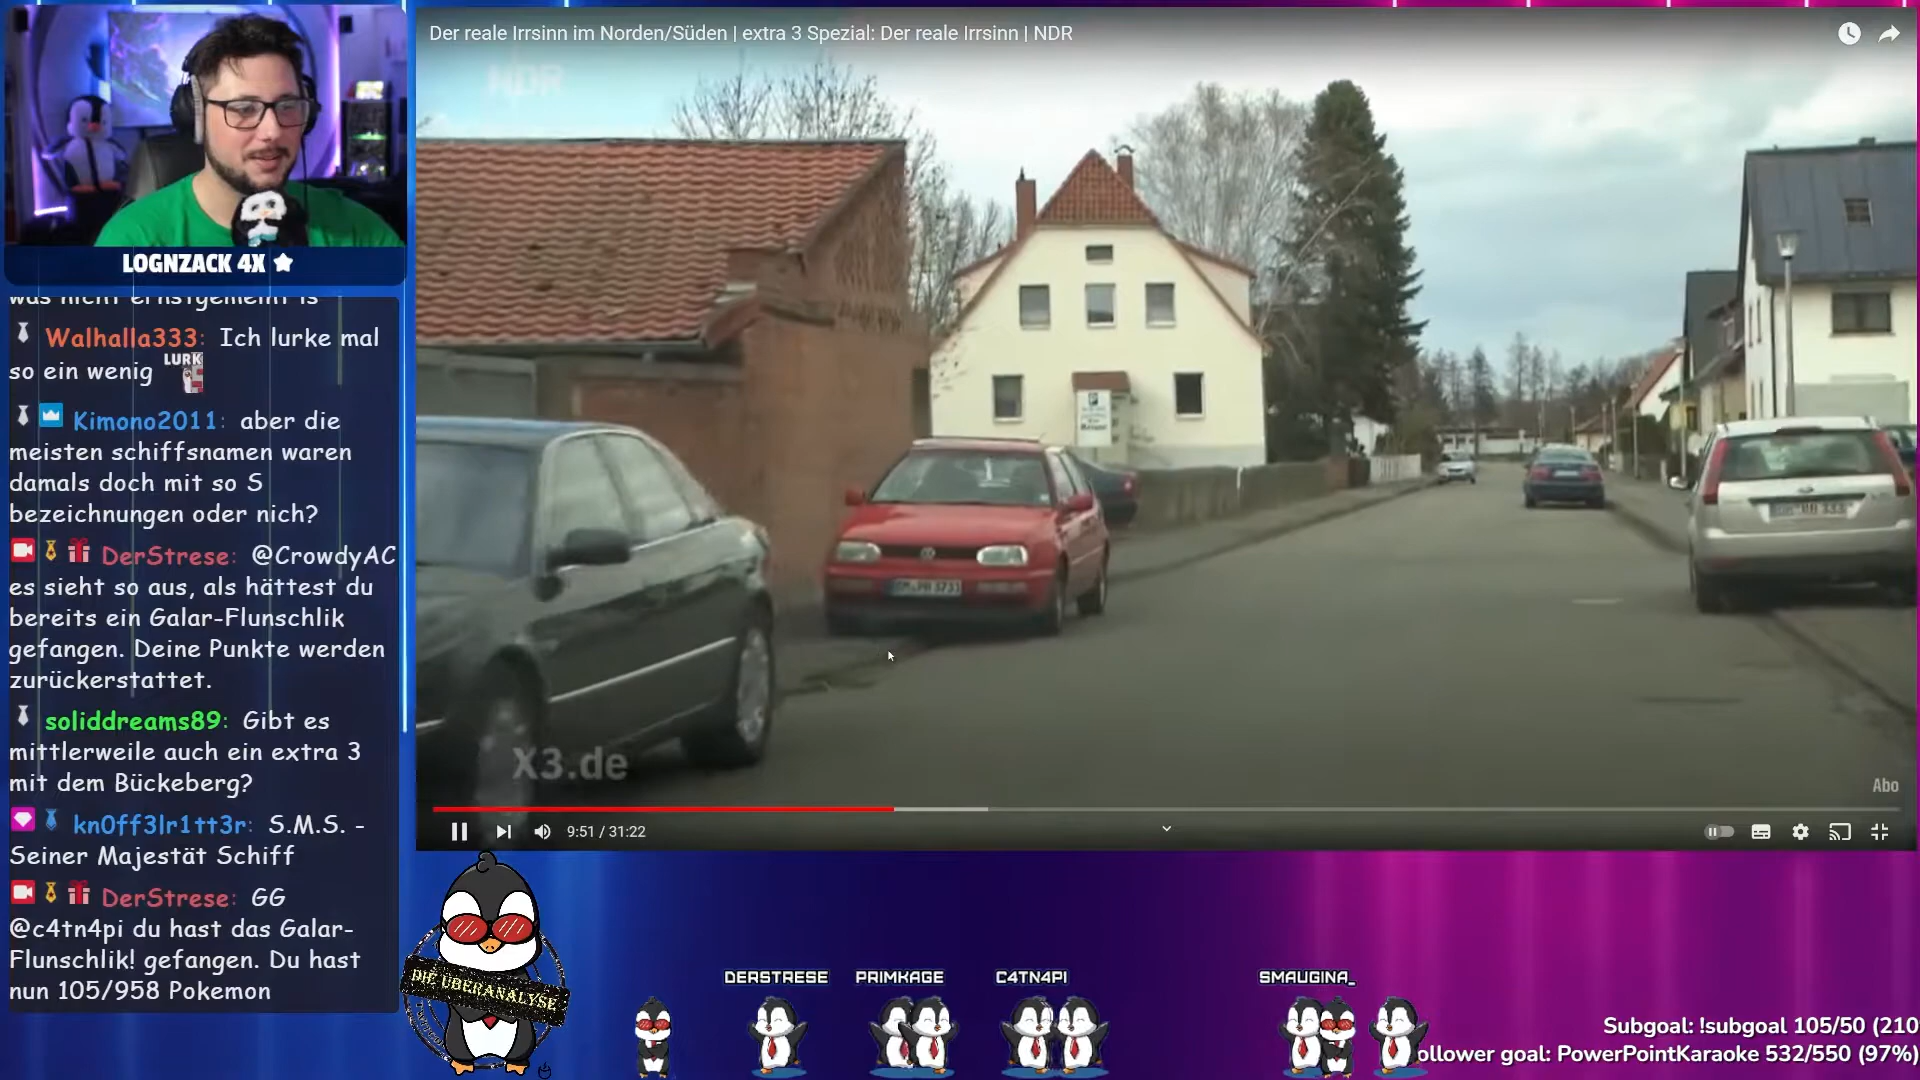 Der reale Irrsinn im Norden/Süden | extra 3 Spezial: Der reale Irrsinn | NDR
NDR
LOGNZACK 4X
was nicht ernstgemeint is
Walhalla333: Ich lurke mal
so ein wenig LURK
Kimono2011: aber die
meisten schiffsnamen waren
damals doch mit so S
bezeichnungen oder nich?
DerStrese: @CrowdyAC
es sieht so aus, als hättest du
bereits ein Galar-Flunschlik
gefangen. Deine Punkte werden
zurückerstattet.
soliddreams89: Gibt es
mittlerweile auch ein extra 3
mit dem Bückeberg?
kn0ff3lr1tt3r: S.M.S. -
Seiner Majestät Schiff
DerStrese: GG
@c4tn4pi du hast das Galar-
Flunschlik! gefangen. Du hast
nun 105/958 Pokemon
X3.de
Abo
9:51 / 31:22
DIE ÜBERANALYSE
DERSTRESE
PRIMKAGE
C4TN4PI
SMAUGINA_
Subgoal: !subgoal 105/50 (210
ollower goal: PowerPointKaraoke 532/550 (97%)